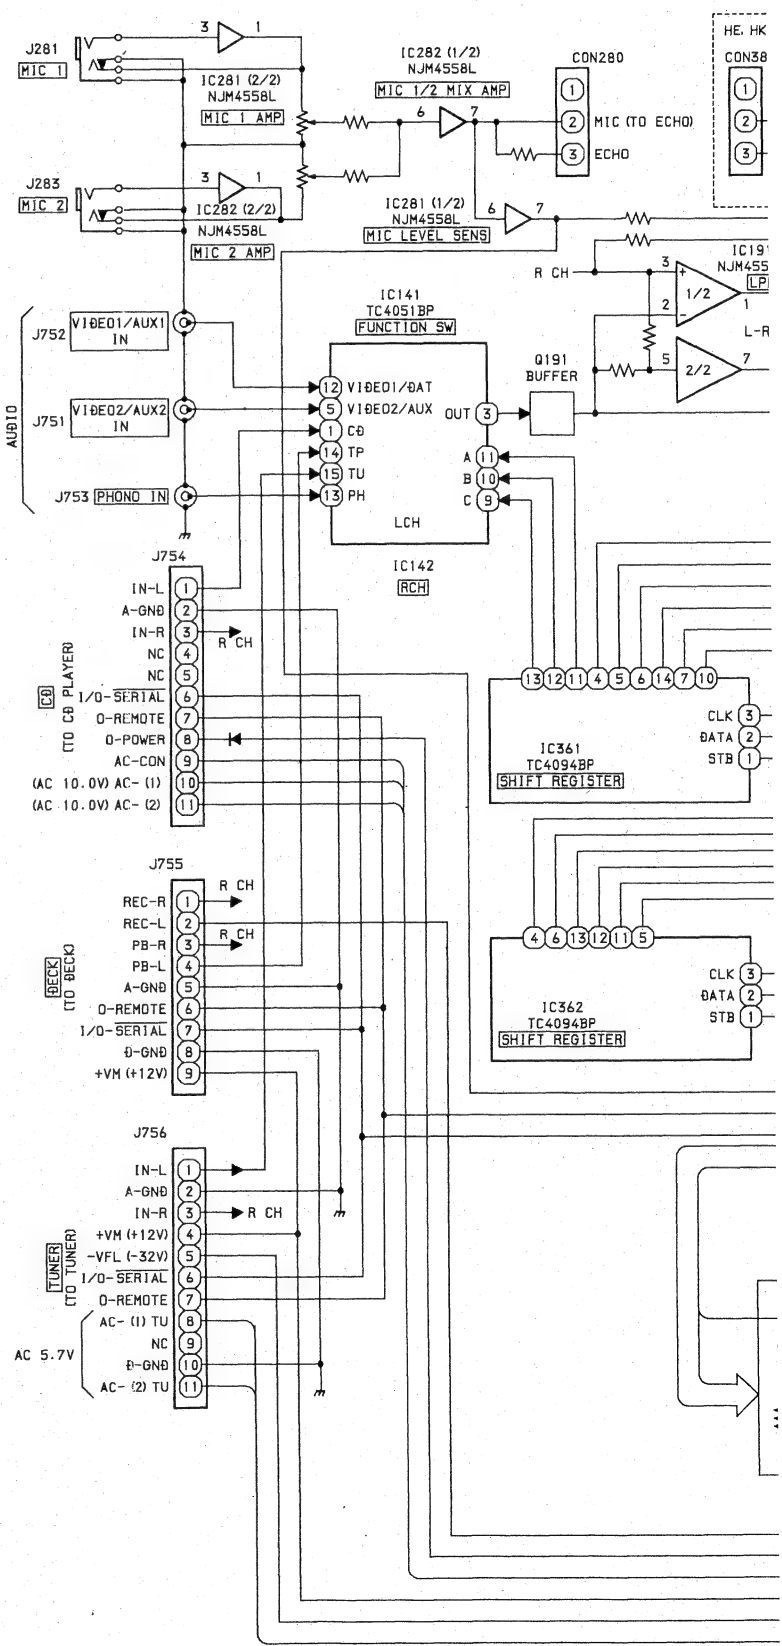 J281
MIC 1
3
1
IC281 (2/2)
NJM4558L
MIC 1 AMP
IC282 (1/2)
NJM4558L
MIC 1/2 MIX AMP
6
7
CON280
1
2
MIC (TO ECHO)
3
ECHO
HE, HK
CON38
1
2
3
J283
MIC 2
3
1
IC282 (2/2)
NJM4558L
MIC 2 AMP
IC281 (1/2)
NJM4558L
MIC LEVEL SENS
6
7
R CH
IC191
NJM455
LP
3
+
1/2
2
-
1
L-R
5
2/2
7
AUDIO
J752
VIDEO1/AUX1
IN
J751
VIDEO2/AUX2
IN
J753
PHONO IN
IC141
TC4051BP
FUNCTION SW
12 VIDEO1/DAT
5 VIDEO2/AUX
1 CD
14 TP
15 TU
13 PH
OUT 3
A 11
B 10
C 9
LCH
IC142
RCH
Q191
BUFFER
J754
CD
(TO CD PLAYER)
IN-L 1
A-GND 2
IN-R 3
R CH
NC 4
NC 5
I/O-SERIAL 6
O-REMOTE 7
O-POWER 8
AC-CON 9
(AC 10.0V) AC- (1) 10
(AC 10.0V) AC- (2) 11
13 12 11 4 5 6 14 7 10
CLK 3
DATA 2
STB 1
IC361
TC4094BP
SHIFT REGISTER
J755
DECK
(TO DECK)
REC-R 1
R CH
REC-L 2
PB-R 3
R CH
PB-L 4
A-GND 5
O-REMOTE 6
I/O-SERIAL 7
D-GND 8
+VM (+12V) 9
4 6 13 12 11 5
CLK 3
DATA 2
STB 1
IC362
TC4094BP
SHIFT REGISTER
J756
TUNER
(TO TUNER)
IN-L 1
A-GND 2
IN-R 3
R CH
+VM (+12V) 4
-VFL (-32V) 5
I/O-SERIAL 6
O-REMOTE 7
AC- (1) TU 8
NC 9
D-GND 10
AC- (2) TU 11
AC 5.7V